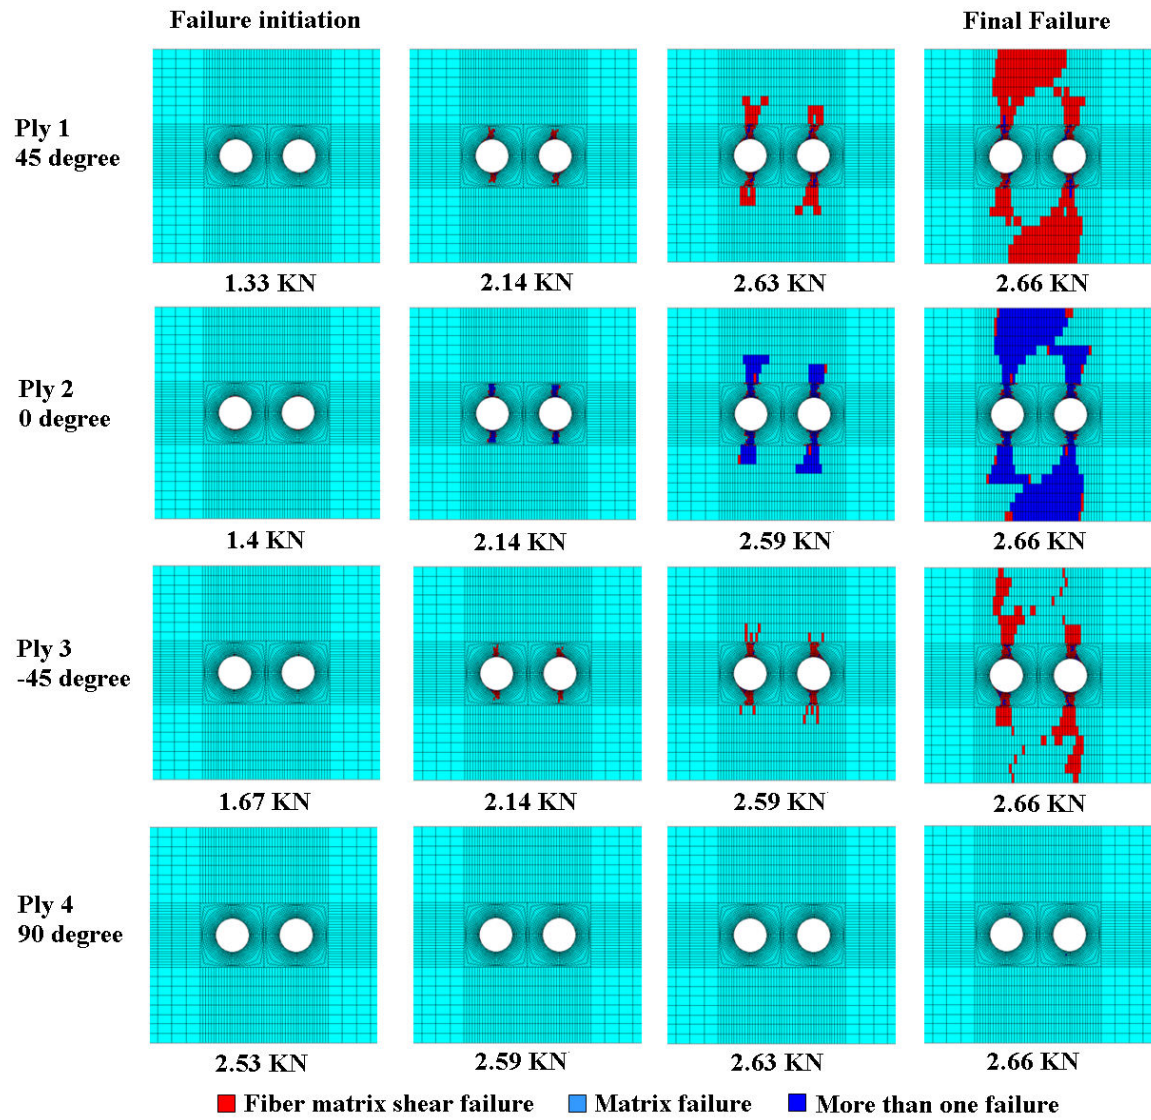 Failure initiation
Final Failure
Ply 1
45 degree
1.33 KN
2.14 KN
2.63 KN
2.66 KN
Ply 2
0 degree
1.4 KN
2.14 KN
2.59 KN
2.66 KN
Ply 3
-45 degree
1.67 KN
2.14 KN
2.59 KN
2.66 KN
Ply 4
90 degree
2.53 KN
2.59 KN
2.63 KN
2.66 KN
Fiber matrix shear failure
Matrix failure
More than one failure